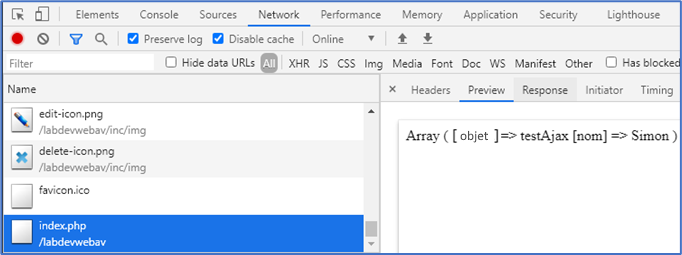 Elements Console Sources Network Performance Memory Application Security Lighthouse
Preserve log Disable cache Online
Filter Hide data URLs All XHR JS CSS Img Media Font Doc WS Manifest Other Has blocked
Name
× Headers Preview Response Initiator Timing
edit-icon.png
/labdevwebav/inc/img
delete-icon.png
/labdevwebav/inc/img
favicon.ico
index.php
/labdevwebav
Array ( [ objet ]=> testAjax [nom] => Simon )